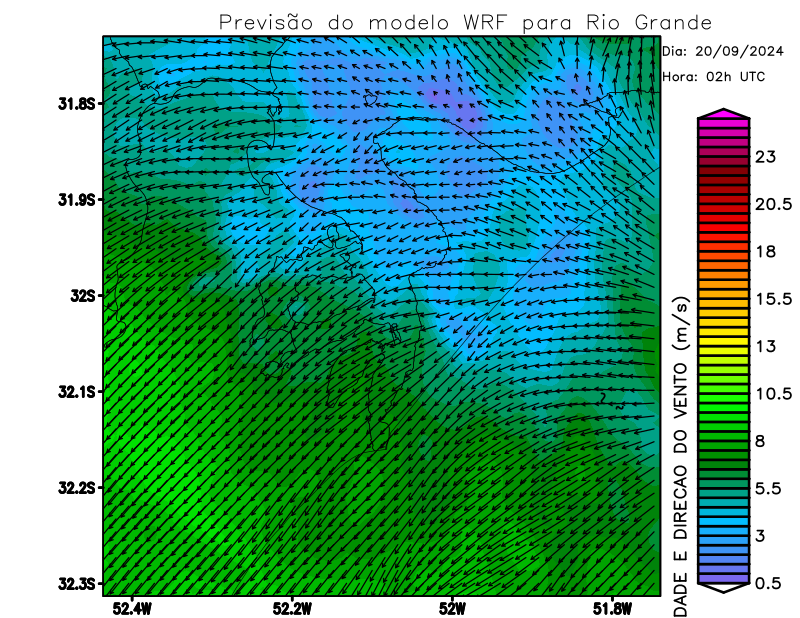 Previsão do modelo WRF para Rio Grande
Dia: 20/09/2024
Hora: 02h UTC
31.8S
31.9S
32S
32.1S
32.2S
32.3S
52.4W
52.2W
52W
51.8W
23
20.5
18
15.5
13
10.5
8
5.5
3
0.5
DADE E DIRECAO DO VENTO (m/s)